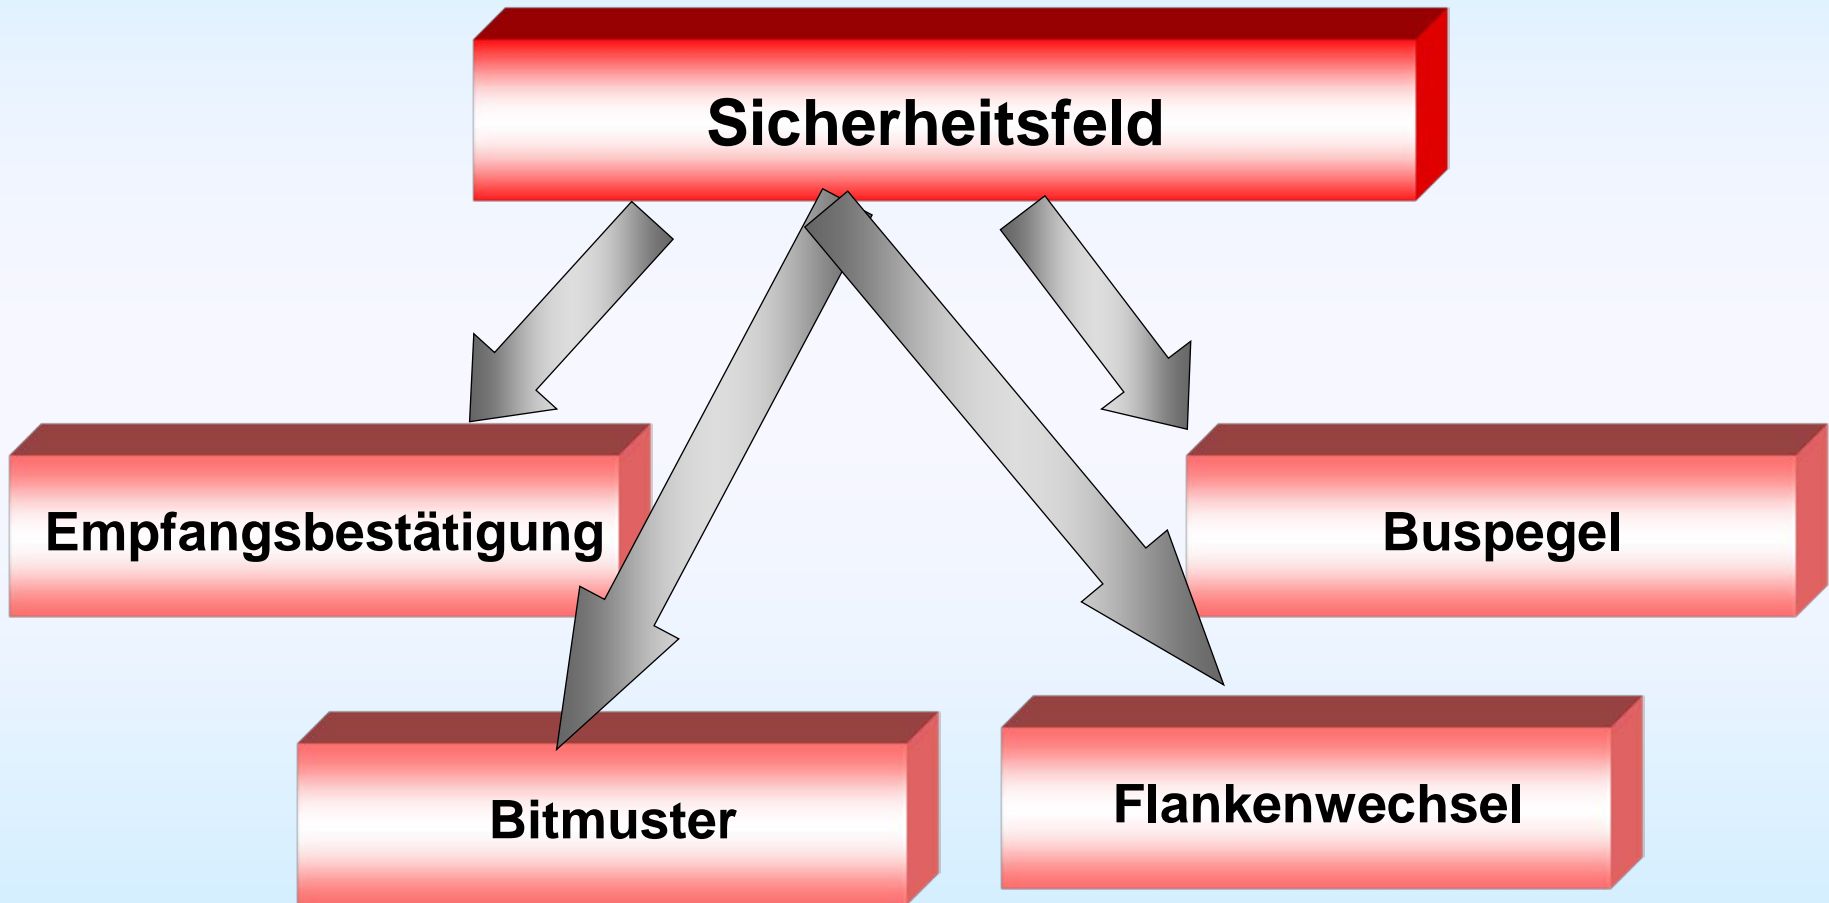 Sicherheitsfeld
Empfangsbestätigung
Buspegel
Bitmuster
Flankenwechsel